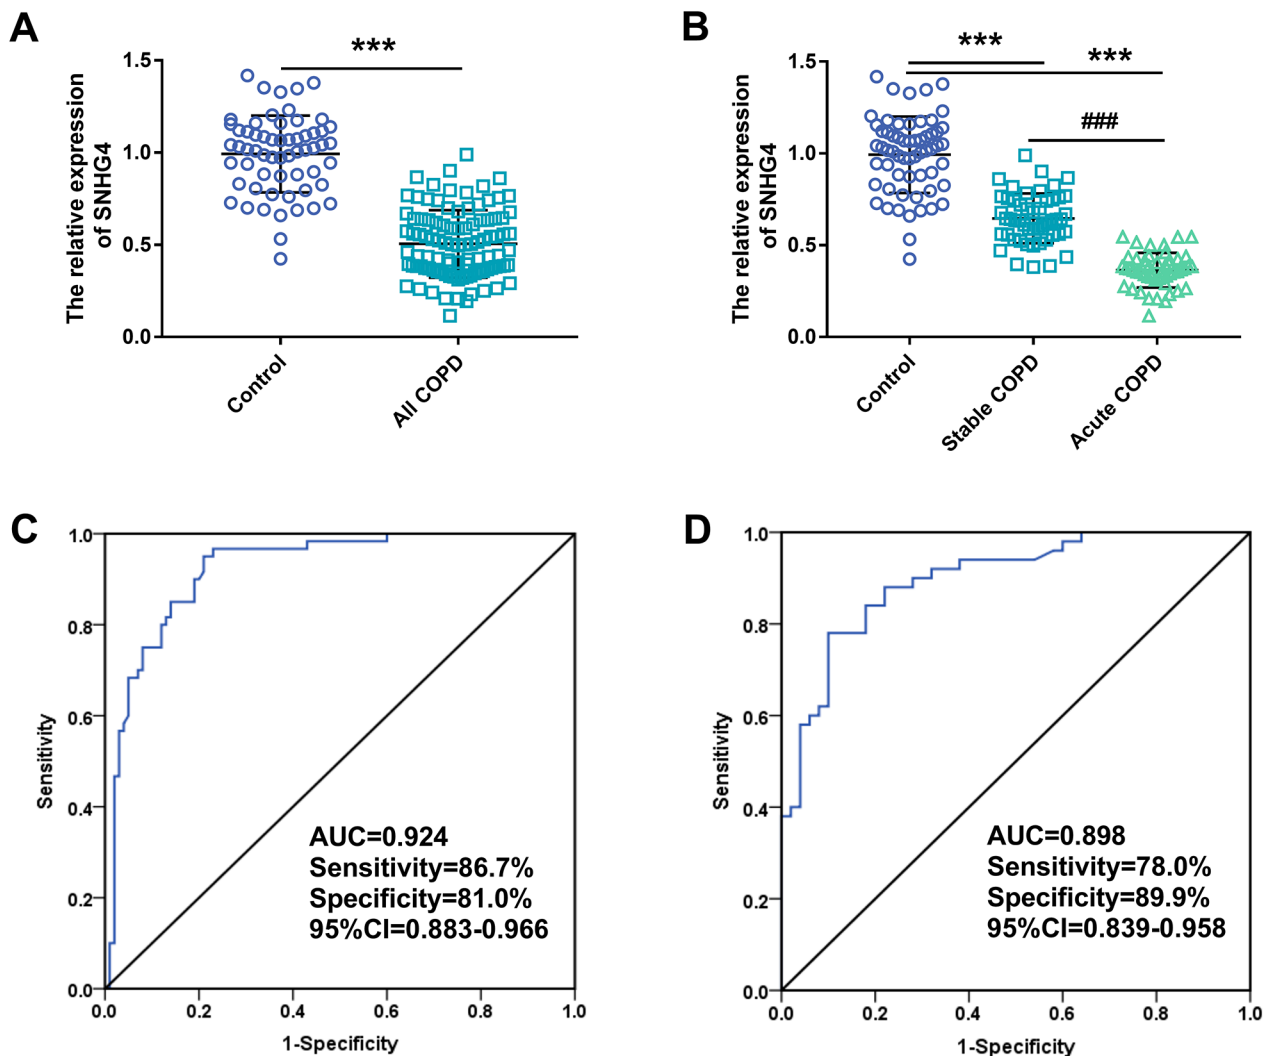 A
The relative expression
of SNHG4
1.5
1.0
0.5
0.0
***
Control
All COPD
B
The relative expression
of SNHG4
1.5
1.0
0.5
0.0
***
***
###
Control
Stable COPD
Acute COPD
C
Sensitivity
1.0
0.8
0.6
0.4
0.2
0.0
AUC=0.924
Sensitivity=86.7%
Specificity=81.0%
95%CI=0.883-0.966
0.0 0.2 0.4 0.6 0.8 1.0
1-Specificity
D
Sensitivity
1.0
0.8
0.6
0.4
0.2
0.0
AUC=0.898
Sensitivity=78.0%
Specificity=89.9%
95%CI=0.839-0.958
0.0 0.2 0.4 0.6 0.8 1.0
1-Specificity